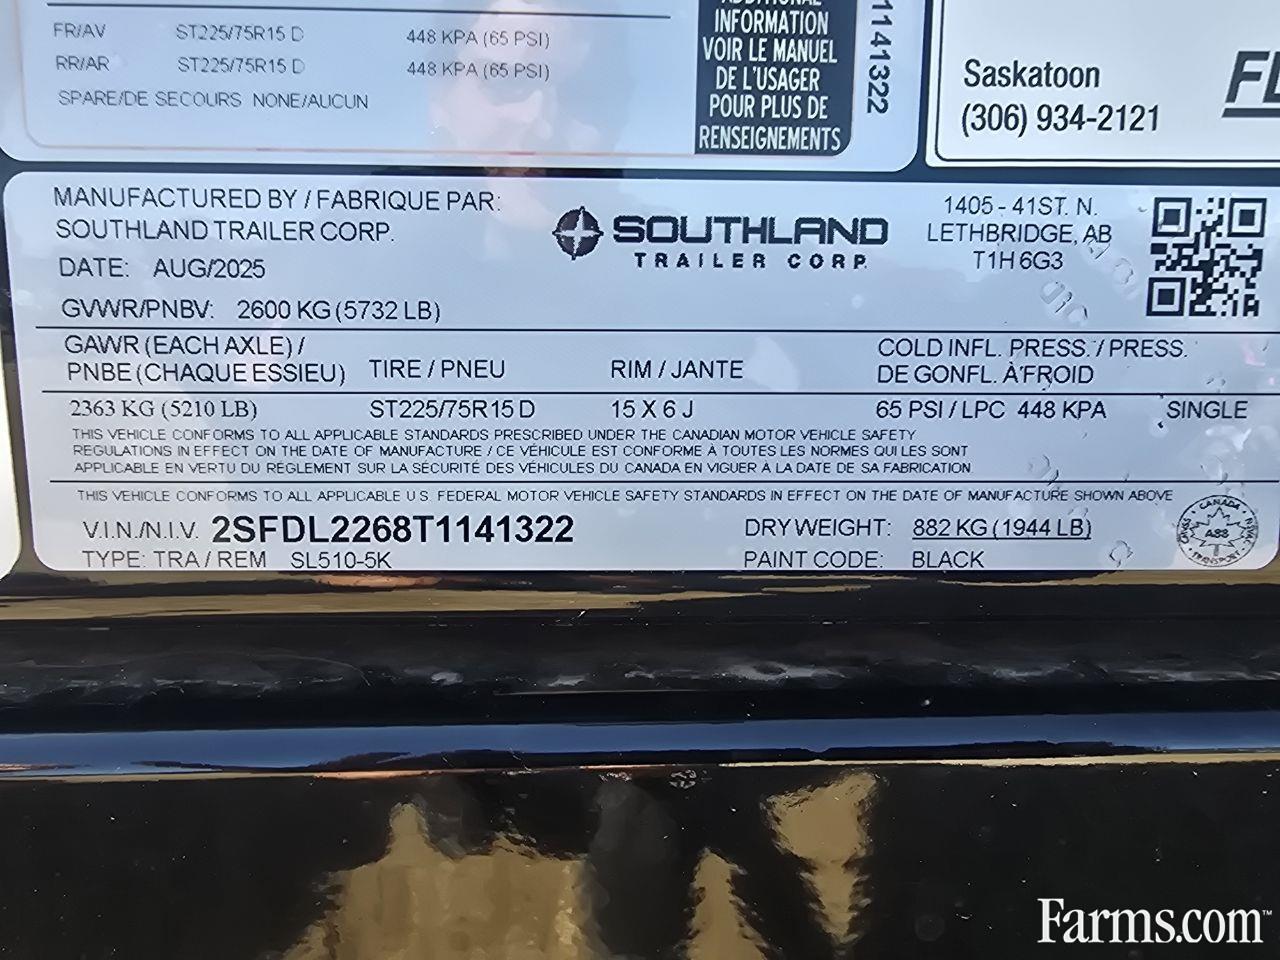 ADDITIONAL
INFORMATION
VOIR LE MANUEL
DE L'USAGER
POUR PLUS DE
RENSEIGNEMENTS
1141322
FR/AV ST225/75R15 D 448 KPA (65 PSI)
RR/AR ST225/75R15 D 448 KPA (65 PSI)
SPARE/DE SECOURS NONE/AUCUN
Saskatoon
(306) 934-2121
MANUFACTURED BY / FABRIQUE PAR:
SOUTHLAND TRAILER CORP.
DATE: AUG/2025
GVWR/PNBV: 2600 KG (5732 LB)
SOUTHLAND
TRAILER CORP.
1405 - 41ST. N.
LETHBRIDGE, AB
T1H 6G3
GAWR (EACH AXLE) /
PNBE (CHAQUE ESSIEU) TIRE / PNEU RIM / JANTE COLD INFL. PRESS. / PRESS.
DE GONFL. À FROID
2363 KG (5210 LB) ST225/75R15 D 15 X 6 J 65 PSI / LPC 448 KPA SINGLE
THIS VEHICLE CONFORMS TO ALL APPLICABLE STANDARDS PRESCRIBED UNDER THE CANADIAN MOTOR VEHICLE SAFETY
REGULATIONS IN EFFECT ON THE DATE OF MANUFACTURE / CE VÉHICULE EST CONFORME À TOUTES LES NORMES QUI LES SONT
APPLICABLE EN VERTU DU RÉGLEMENT SUR LA SÉCURITÉ DES VÉHICULES DU CANADA EN VIGUER À LA DATE DE SA FABRICATION
THIS VEHICLE CONFORMS TO ALL APPLICABLE U.S. FEDERAL MOTOR VEHICLE SAFETY STANDARDS IN EFFECT ON THE DATE OF MANUFACTURE SHOWN ABOVE
V.I.N./N.I.V. 2SFDL2268T1141322 DRY WEIGHT: 882 KG (1944 LB)
TYPE: TRA / REM SL510-5K PAINT CODE: BLACK
CANADA
TRANSPORT
Farms.com™